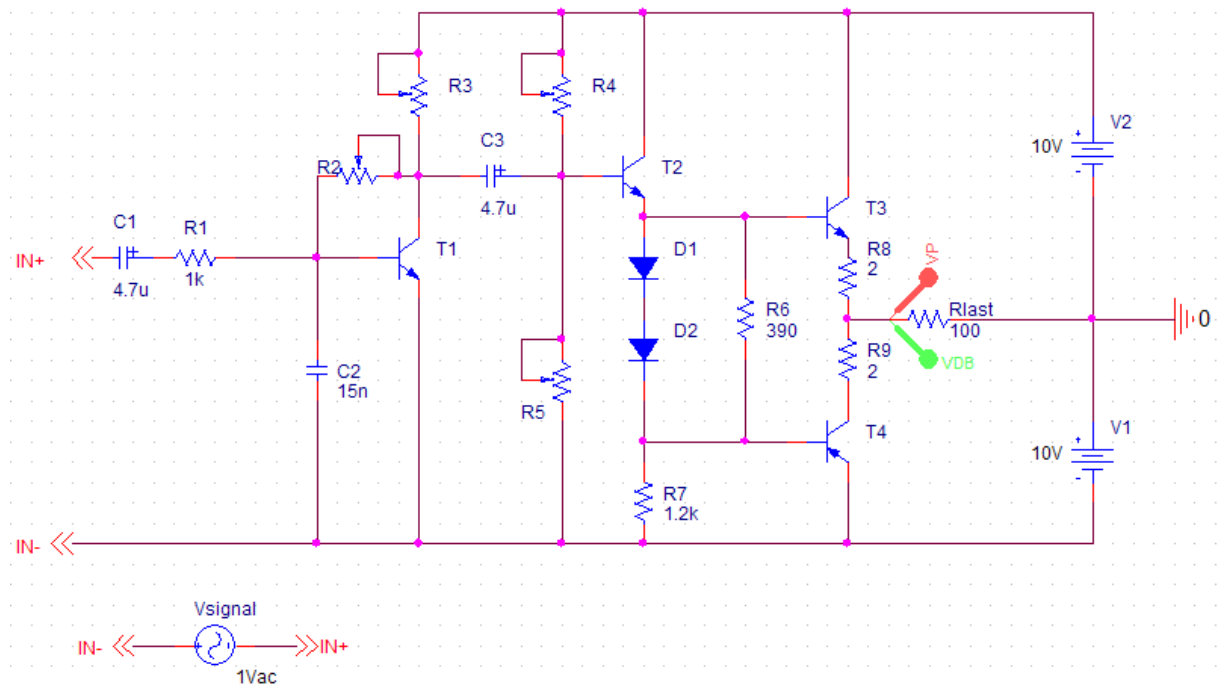 R3
R4
C3
4.7u
R2
T2
V2
10V
C1
4.7u
R1
1k
IN+
T1
T3
D1
R8
2
VP
R6
390
Rlast
100
0
D2
R9
2
VDB
C2
15n
R5
T4
V1
10V
R7
1.2k
IN-
Vsignal
IN-
IN+
1Vac